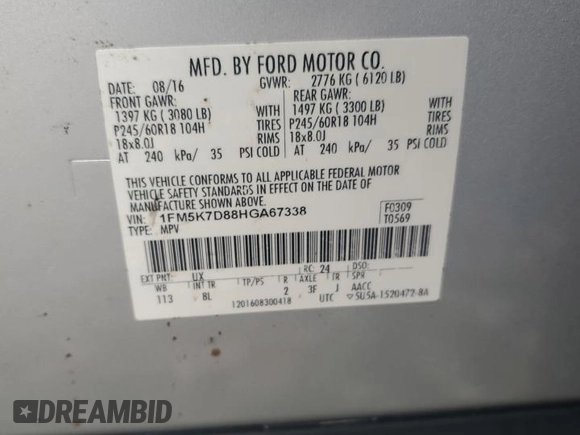 MFD. BY FORD MOTOR CO.
DATE: 08/16 GVWR: 2776 KG ( 6120 LB)
FRONT GAWR: REAR GAWR:
1397 KG ( 3080 LB) WITH 1497 KG ( 3300 LB) WITH
P245/60R18 104H TIRES P245/60R18 104H TIRES
18x8.0J RIMS 18x8.0J RIMS
AT 240 kPa/ 35 PSI COLD AT 240 kPa/ 35 PSI COLD
THIS VEHICLE CONFORMS TO ALL APPLICABLE FEDERAL MOTOR
VEHICLE SAFETY STANDARDS IN EFFECT ON THE DATE OF
MANUFACTURE SHOWN ABOVE.
VIN: 1FM5K7D88HGA67338 F0309
TYPE: MPV T0569
EXT PNT: UX RC: 24 DSO:
WB INT TR TP/PS R AXLE TR SPR
113 8L 2 3F J AACC
1201608300418 UTC ▽5U5A-1520472-BA
DREAMBID